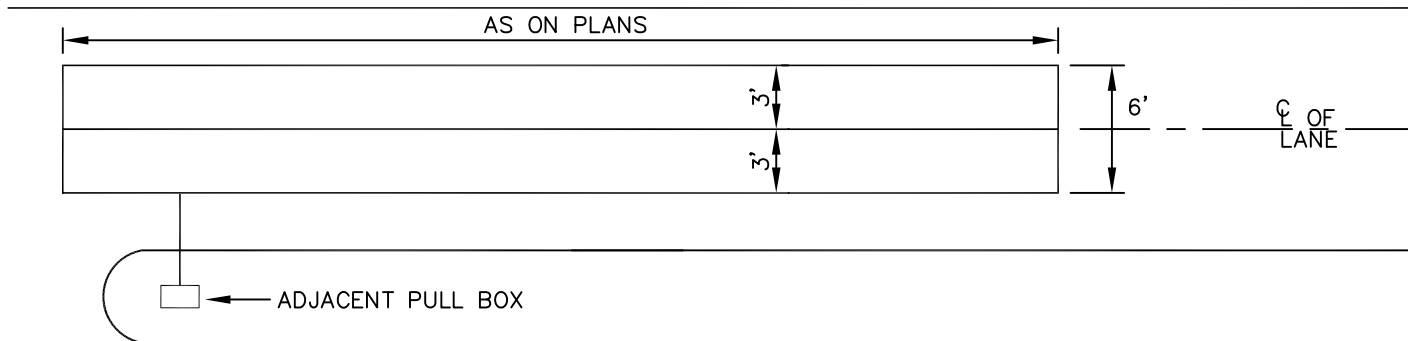 AS ON PLANS
3'
6'
℄ OF
LANE
3'
ADJACENT PULL BOX